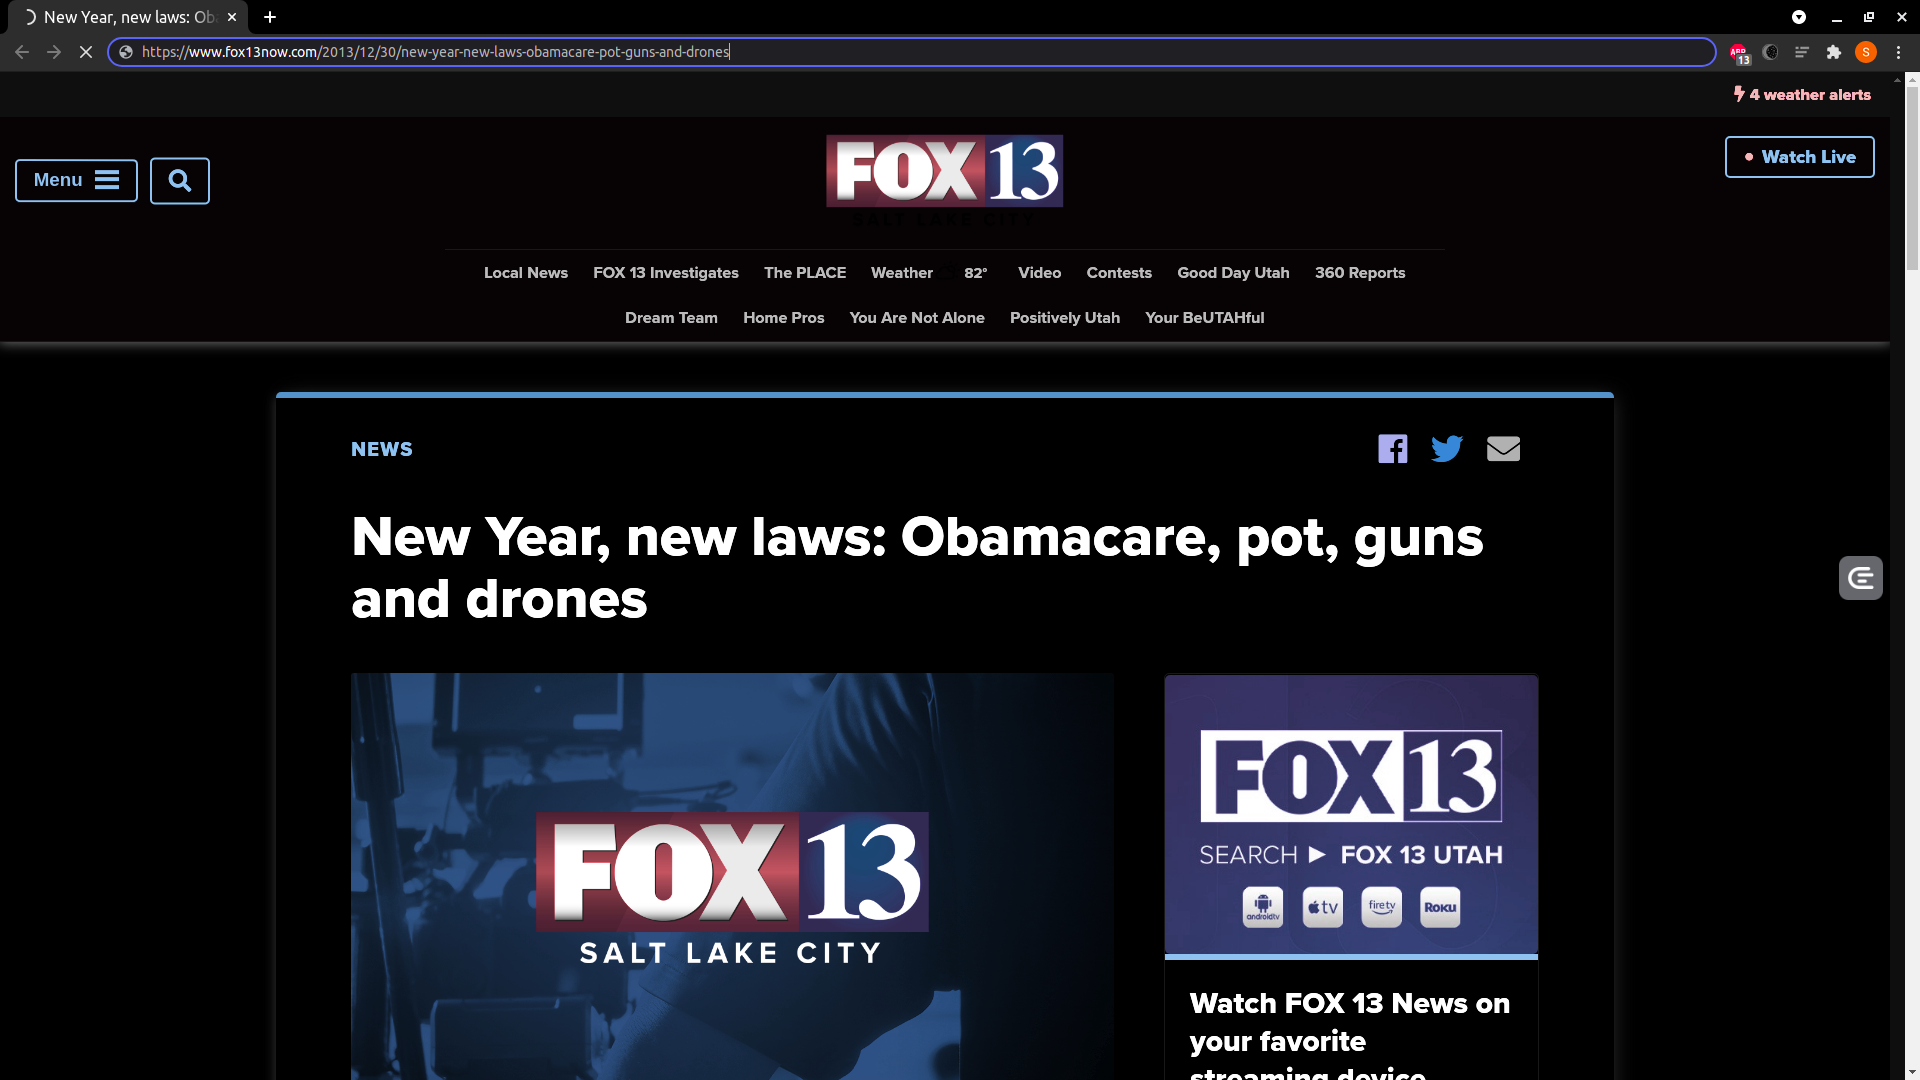 New Year, new laws: Ob
https://www.fox13now.com/2013/12/30/new-year-new-laws-obamacare-pot-guns-and-drones
ABP
13
S
4 weather alerts
Menu
FOX 13
SALT LAKE CITY
Watch Live
Local News FOX 13 Investigates The PLACE Weather 82° Video Contests Good Day Utah 360 Reports
Dream Team Home Pros You Are Not Alone Positively Utah Your BeUTAHful
NEWS
New Year, new laws: Obamacare, pot, guns
and drones
FOX 13
SALT LAKE CITY
FOX 13
SEARCH ▶ FOX 13 UTAH
androidtv tv firetv Roku
Watch FOX 13 News on
your favorite
streaming device